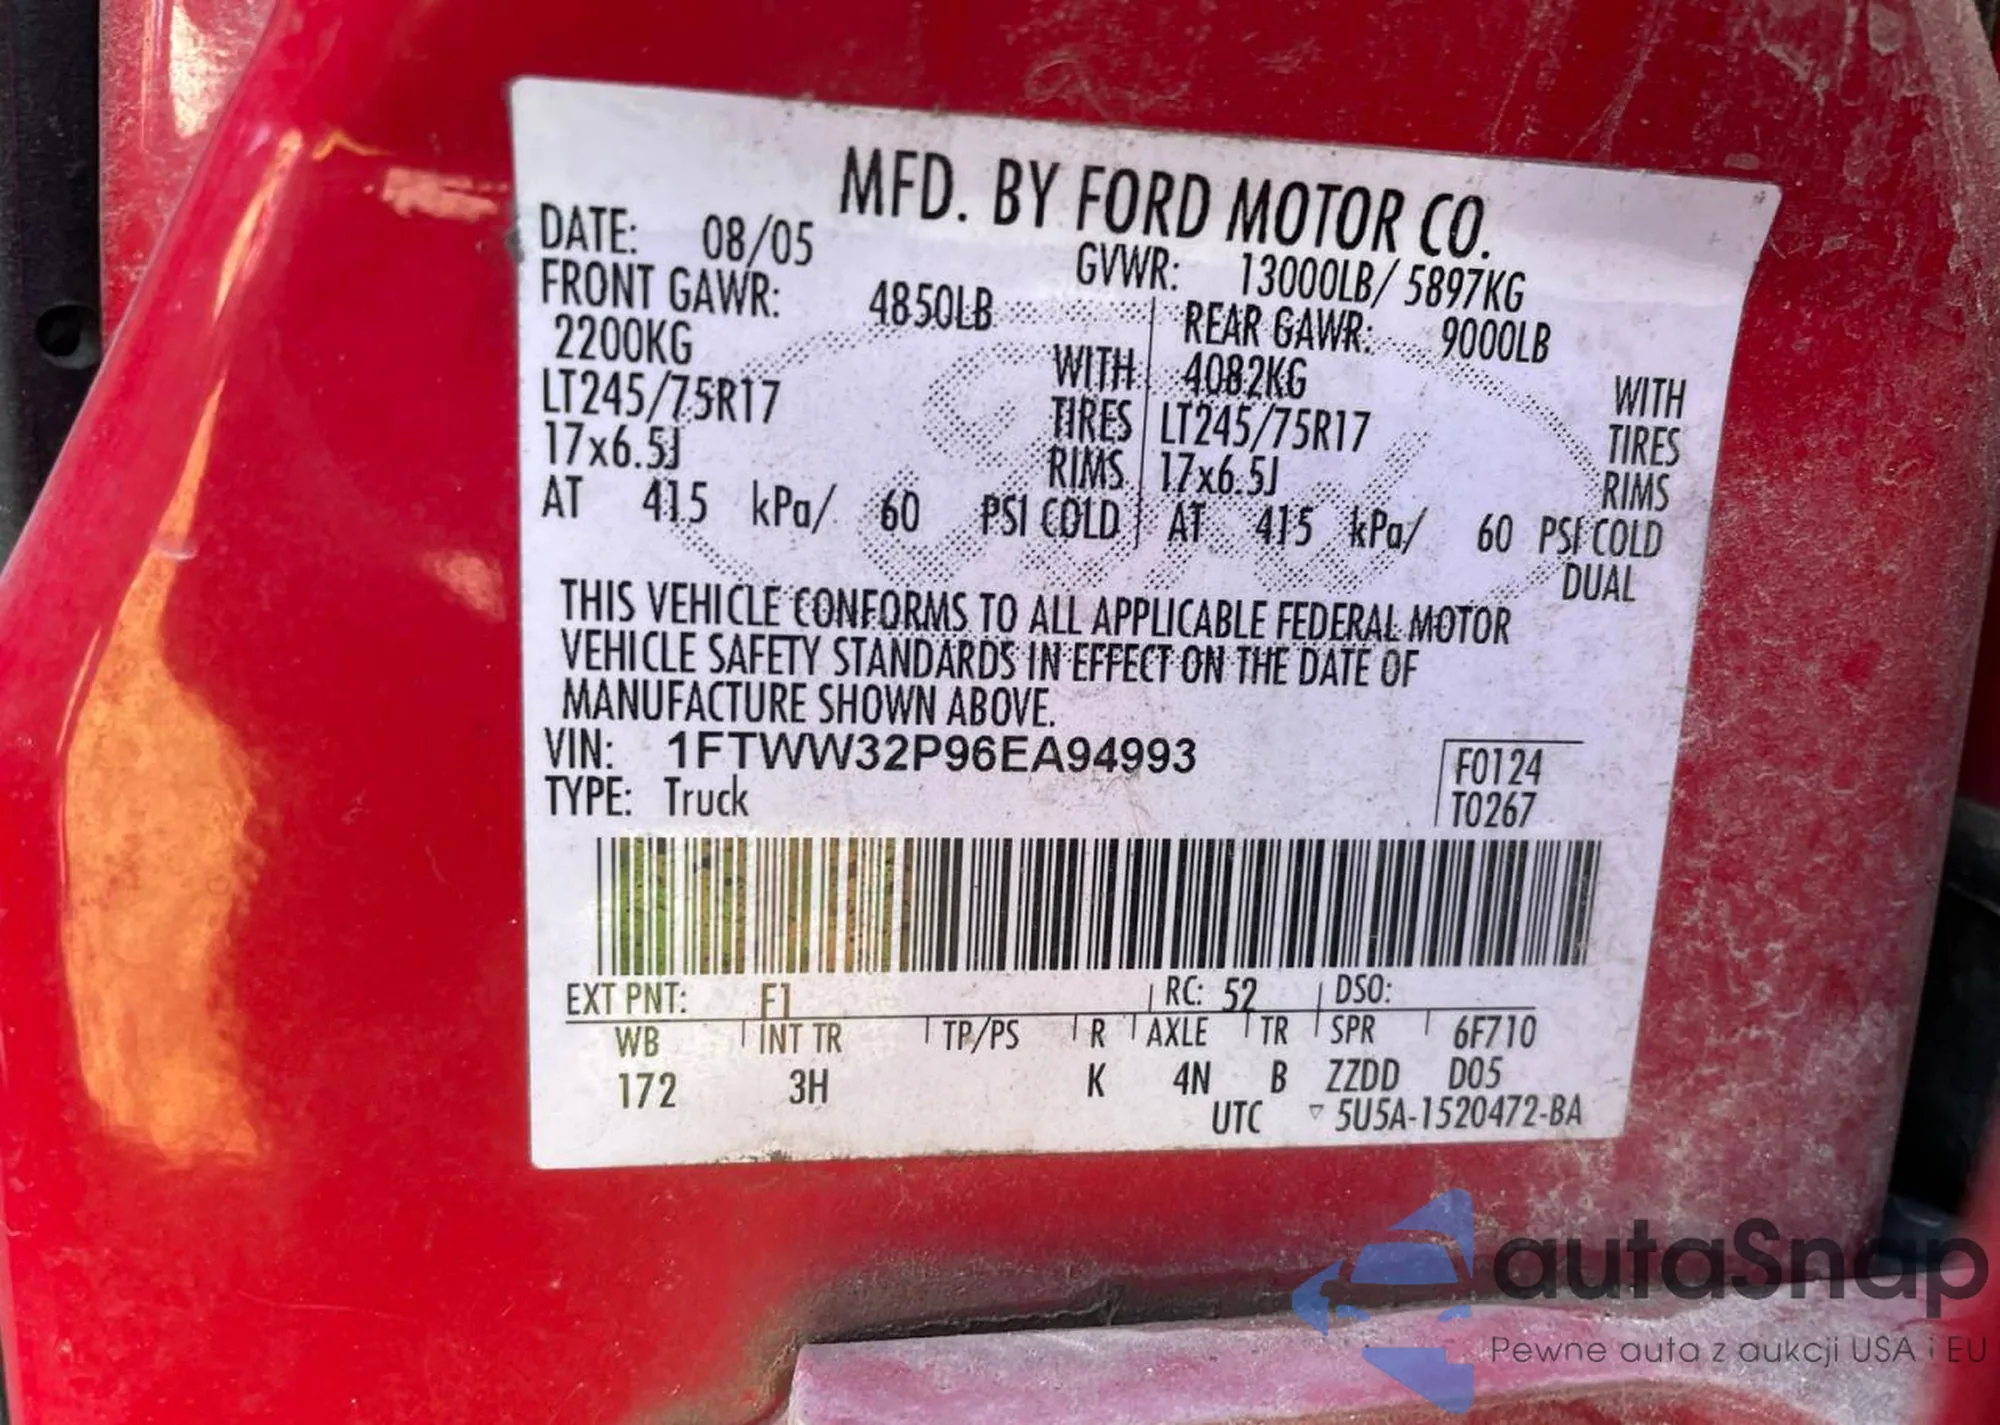 MFD. BY FORD MOTOR CO.
DATE: 08/05 GVWR: 13000LB/ 5897KG
FRONT GAWR: 4850LB REAR GAWR: 9000LB
2200KG WITH 4082KG WITH
LT245/75R17 TIRES LT245/75R17 TIRES
17x6.5J RIMS 17x6.5J RIMS
AT 415 kPa/ 60 PSI COLD AT 415 kPa/ 60 PSI COLD
DUAL
THIS VEHICLE CONFORMS TO ALL APPLICABLE FEDERAL MOTOR
VEHICLE SAFETY STANDARDS IN EFFECT ON THE DATE OF
MANUFACTURE SHOWN ABOVE.
VIN: 1FTWW32P96EA94993 F0124
TYPE: Truck T0267
EXT PNT: F1 RC: 52 DSO:
WB INT TR TP/PS R AXLE TR SPR 6F710
172 3H K 4N B ZZDD D05
UTC ▽ 5U5A-1520472-BA
autaSnap
Pewne auta z aukcji USA i EU